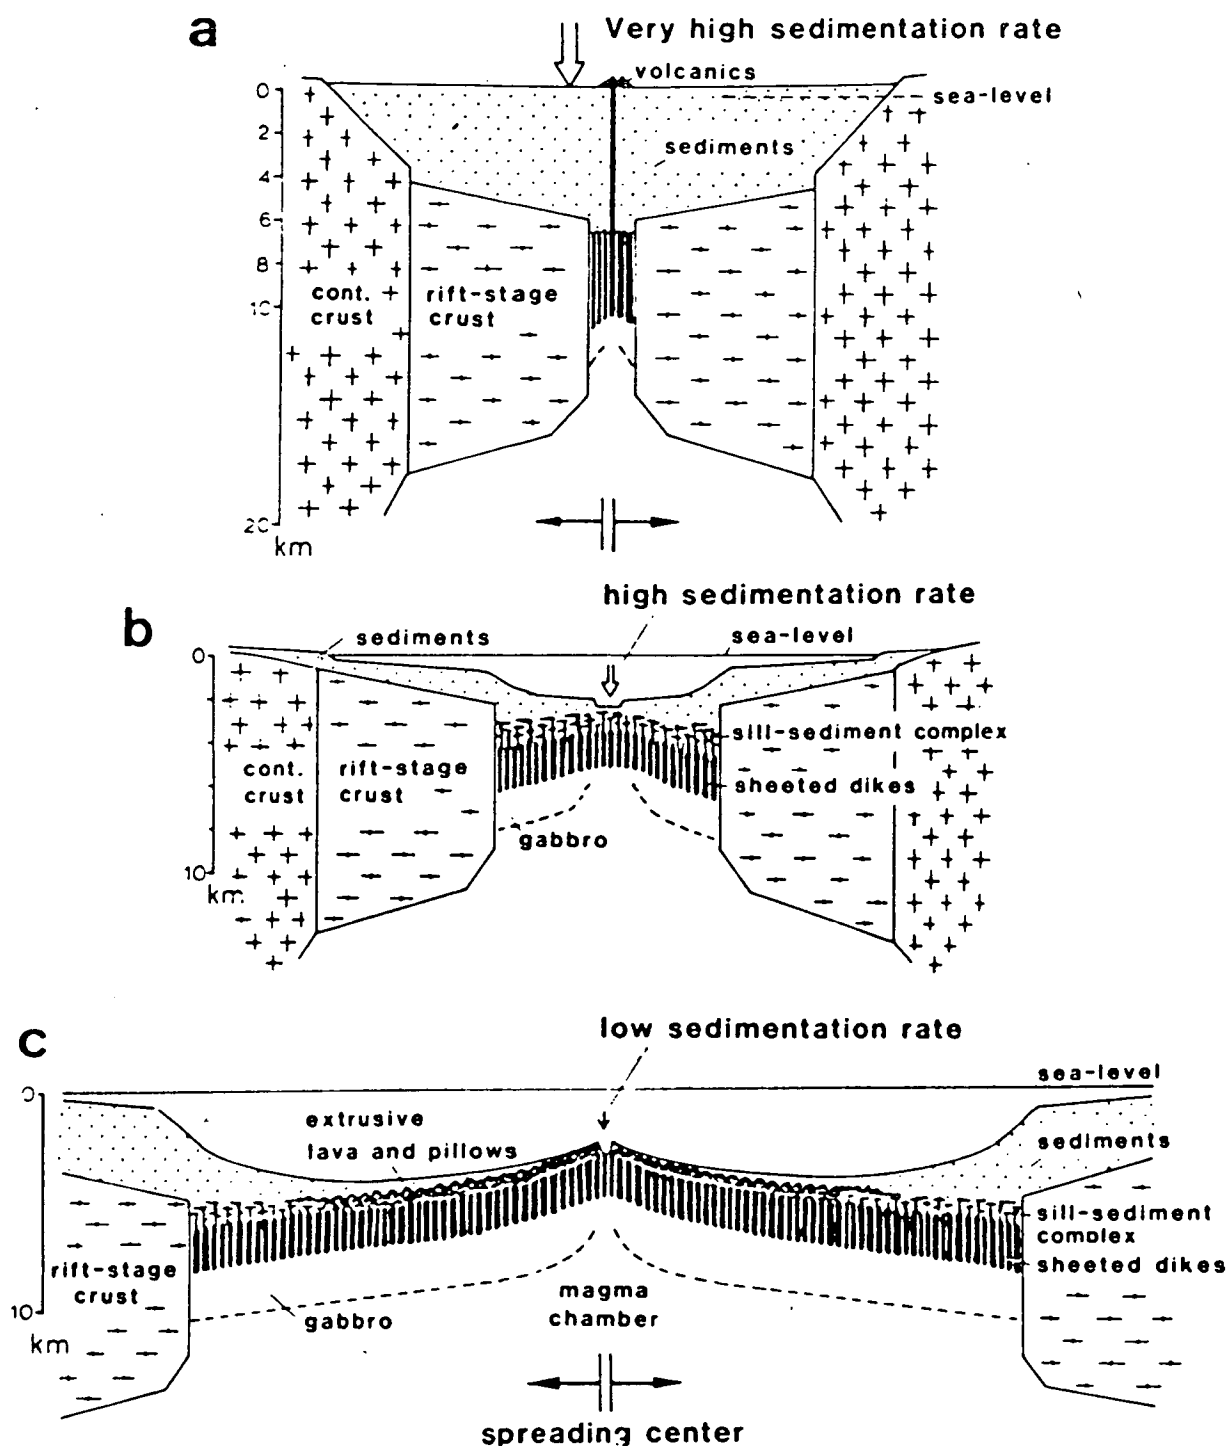 a
Very high sedimentation rate
volcanics
0
sea-level
2
sediments
4
6
8
cont.
crust
rift-stage
crust
10
20
km
high sedimentation rate
b
sediments
sea-level
0
sill-sediment complex
cont.
crust
rift-stage
crust
sheeted dikes
gabbro
10
km
low sedimentation rate
c
sea-level
0
extrusive
lava and pillows
sediments
sill-sediment
complex
sheeted dikes
rift-stage
crust
magma
chamber
gabbro
10
km
spreading center